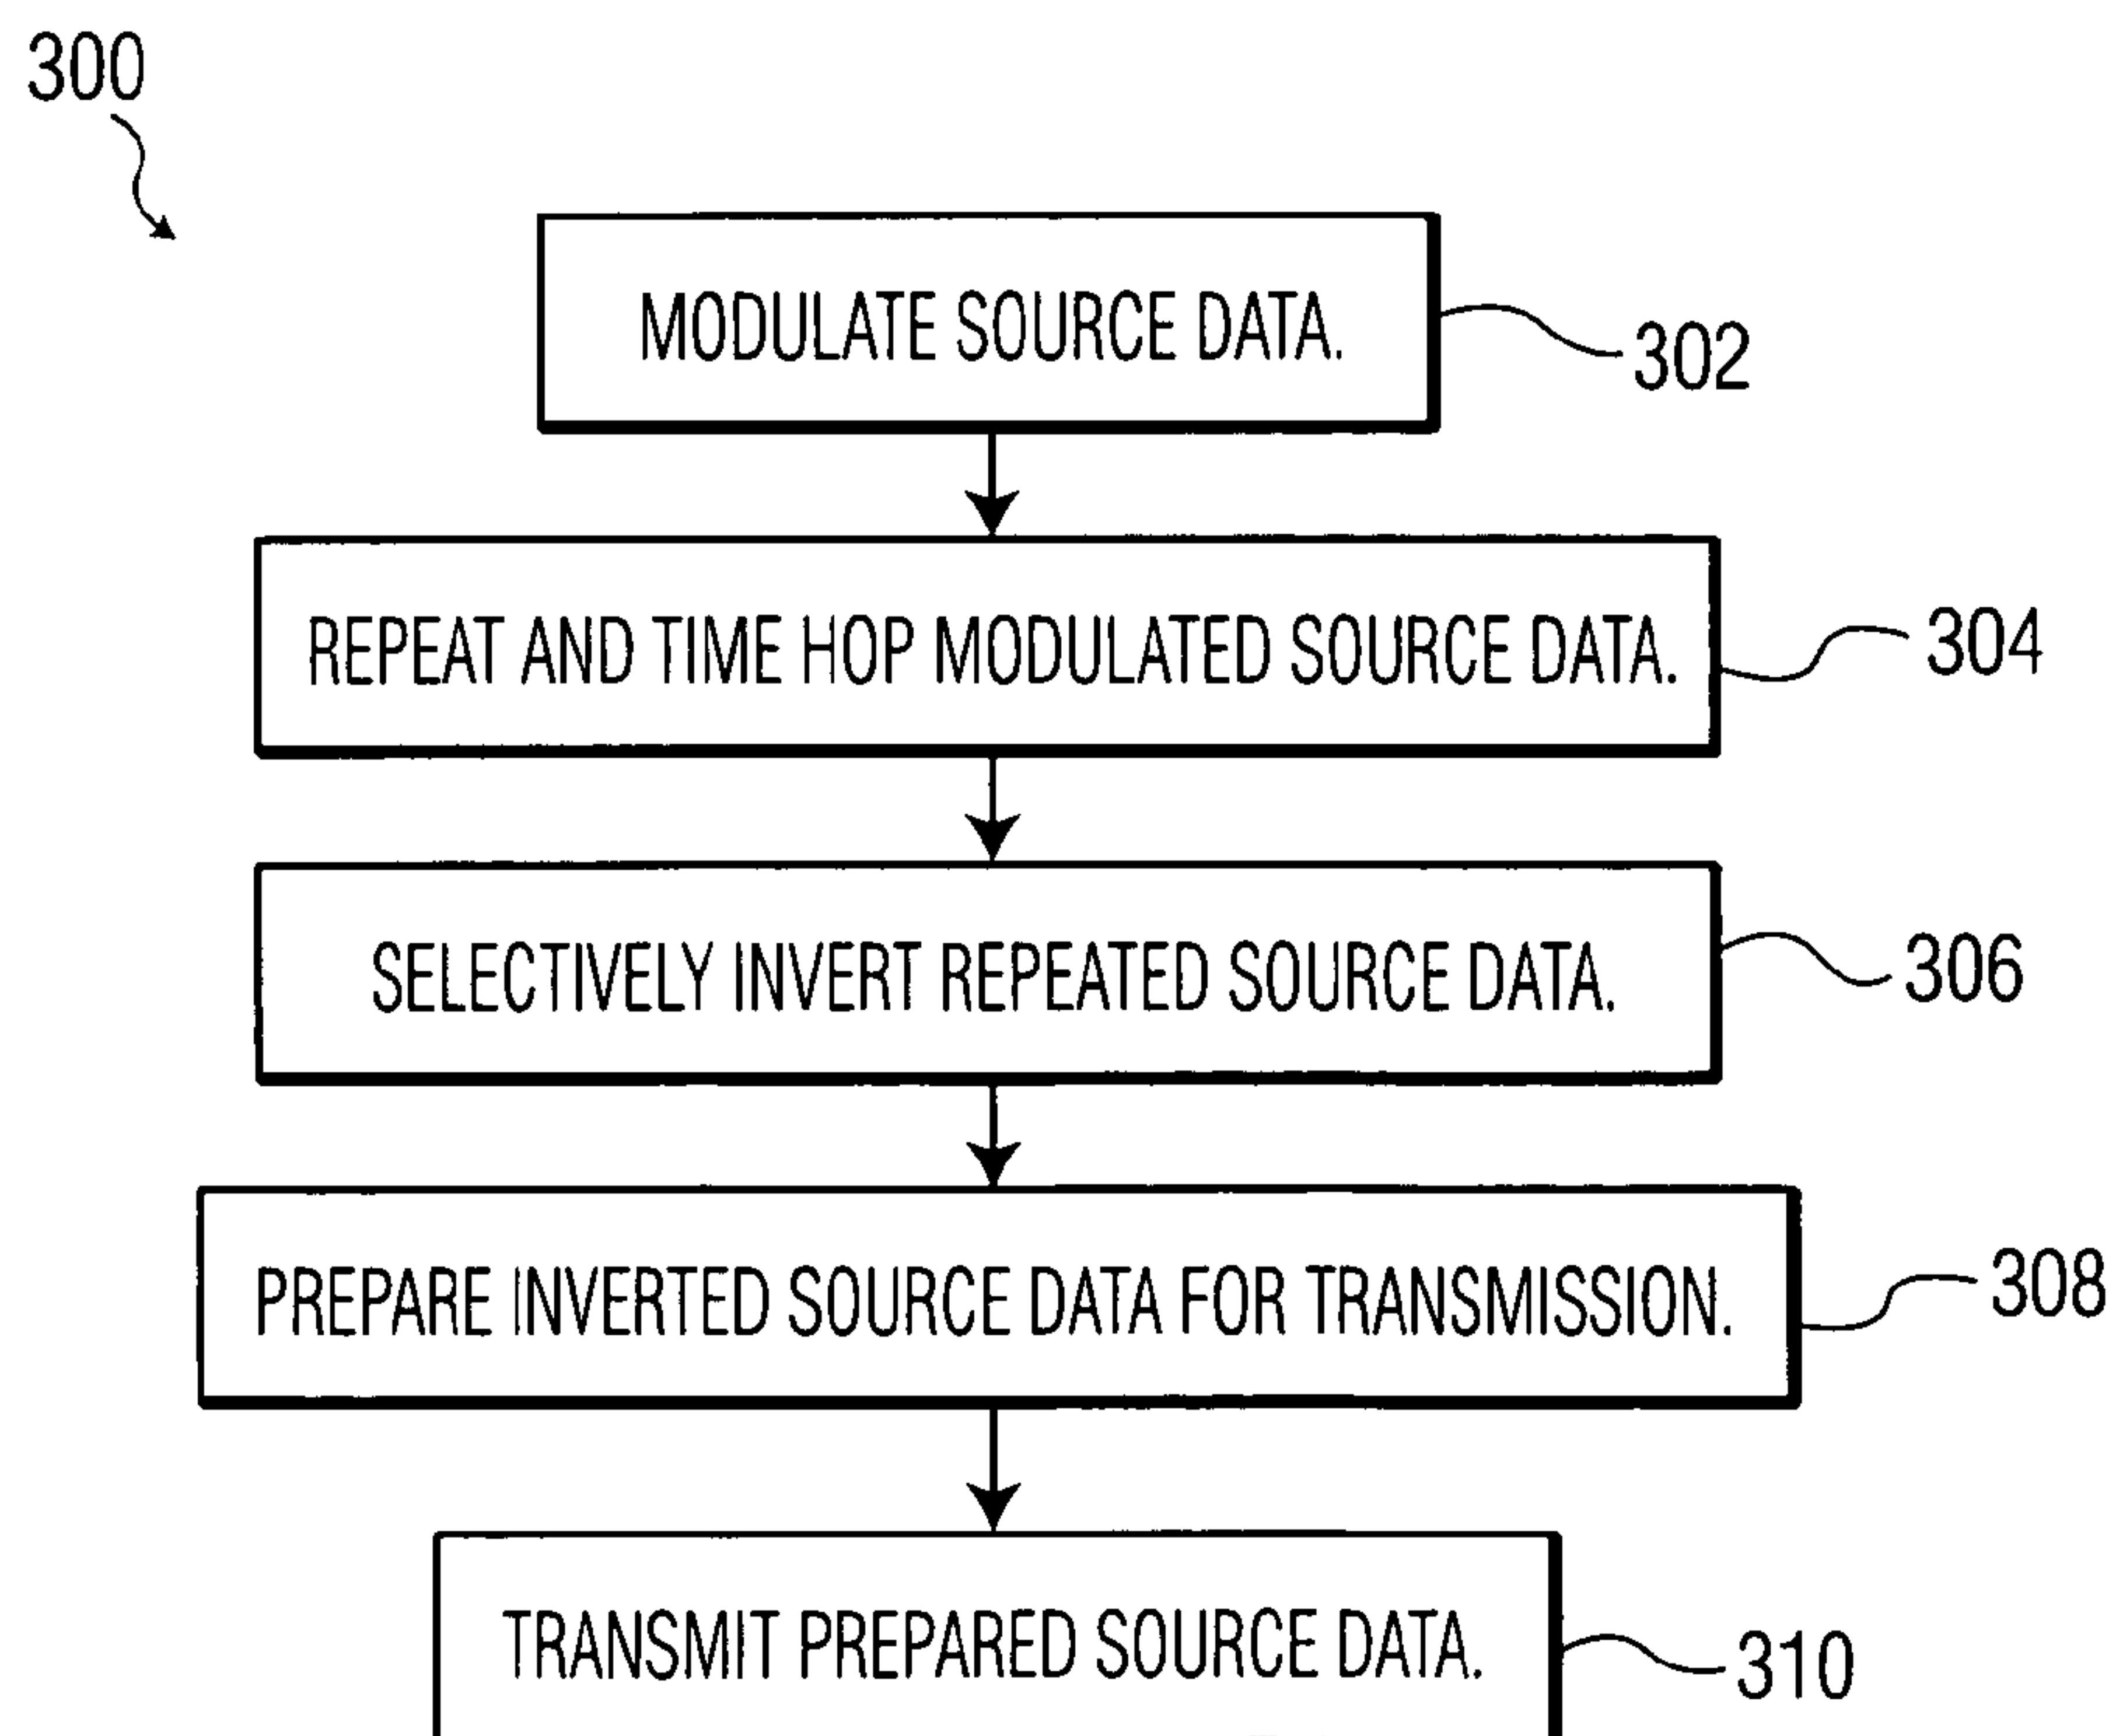 300
MODULATE SOURCE DATA.
302
REPEAT AND TIME HOP MODULATED SOURCE DATA.
304
SELECTIVELY INVERT REPEATED SOURCE DATA.
306
PREPARE INVERTED SOURCE DATA FOR TRANSMISSION.
308
TRANSMIT PREPARED SOURCE DATA.
310